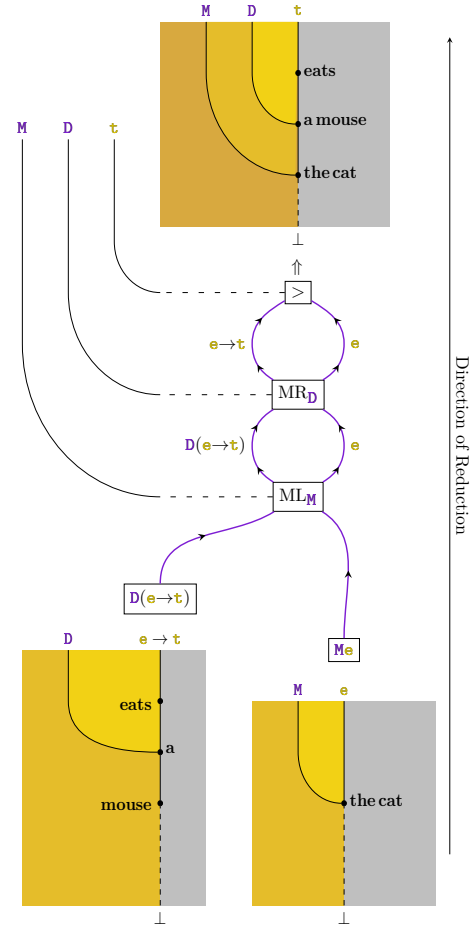 M D t
eats
a mouse
the cat
⊥
⇑
M D t
>
e→t e
MR_D
D(e→t) e
ML_M
Direction of Reduction
D(e→t)
Me
D e → t
eats
a
mouse
⊥
M e
the cat
⊥